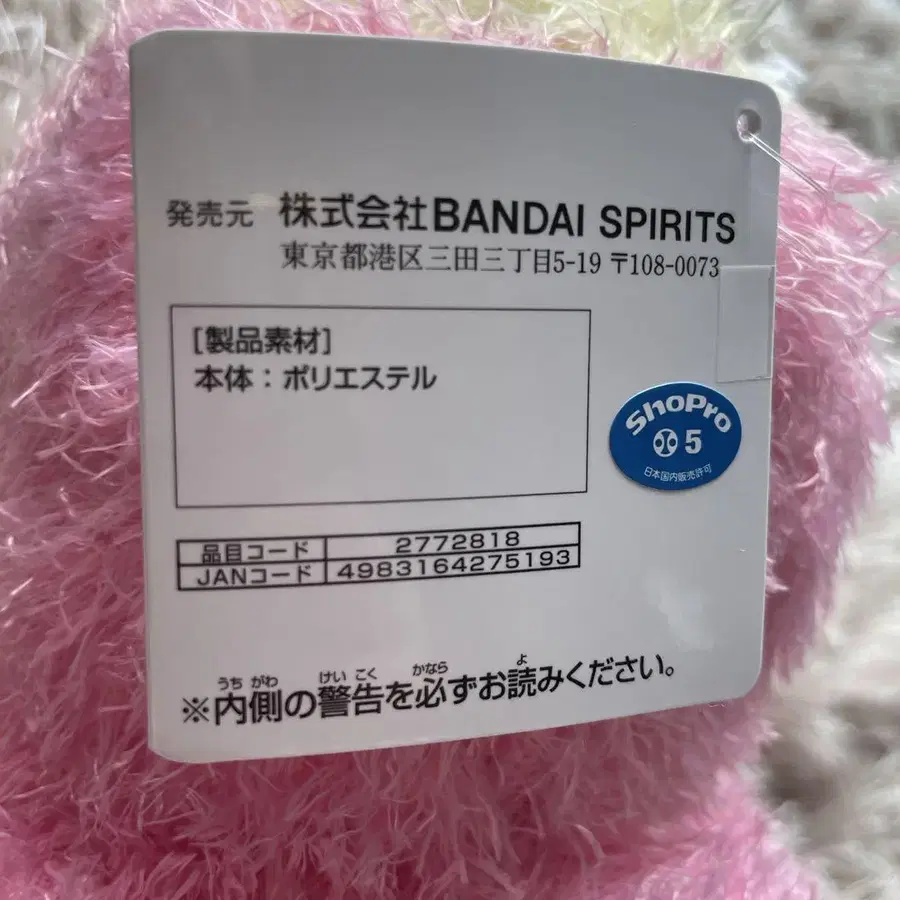 発売元 株式会社BANDAI SPIRITS
東京都港区三田三丁目5-19 〒108-0073
[製品素材]
本体：ポリエステル
ShoPro
5
日本国内販売許可
品目コード 2772818
JANコード 4983164275193
うちがわ けいこく かなら よ
※内側の警告を必ずお読みください。